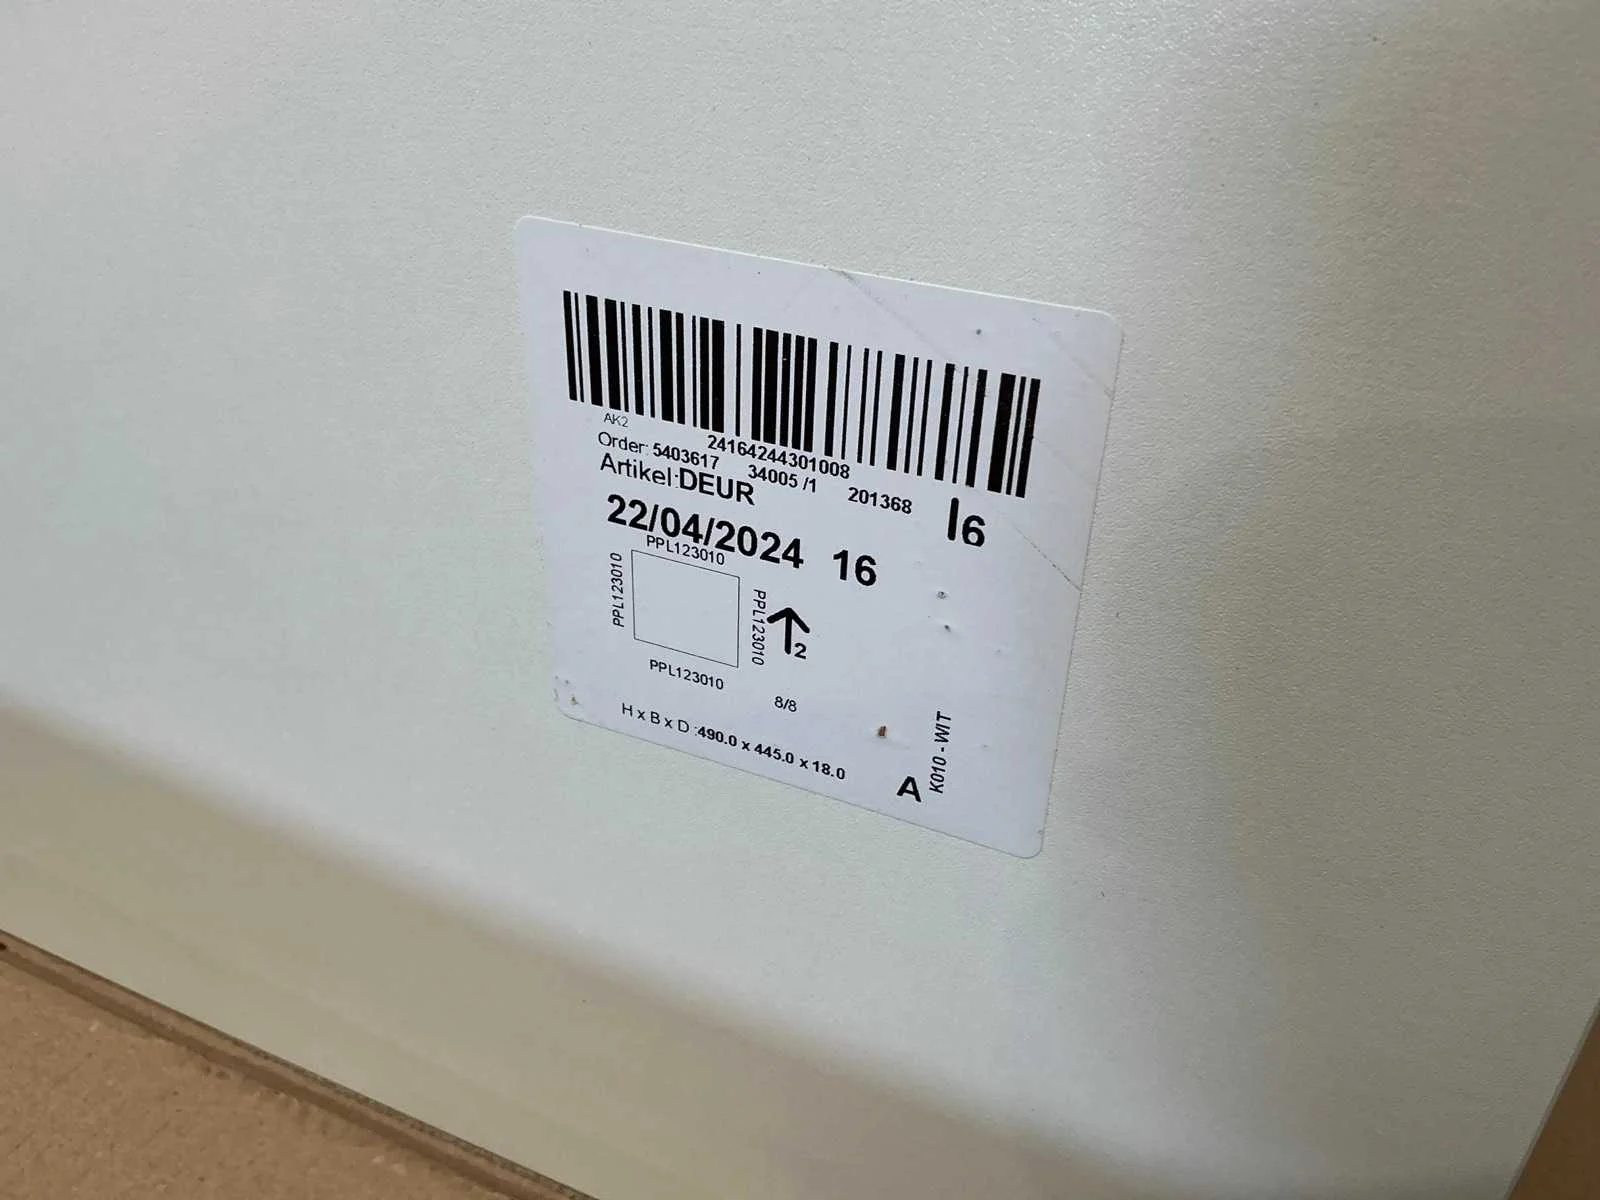 AK2
24164244301008
Order: 5403617 34005 /1 201368
Artikel:DEUR
I6
22/04/2024 16
PPL123010
PPL123010
PPL123010
2
PPL123010
8/8
H x B x D :490.0 x 445.0 x 18.0
A
K010 - WIT